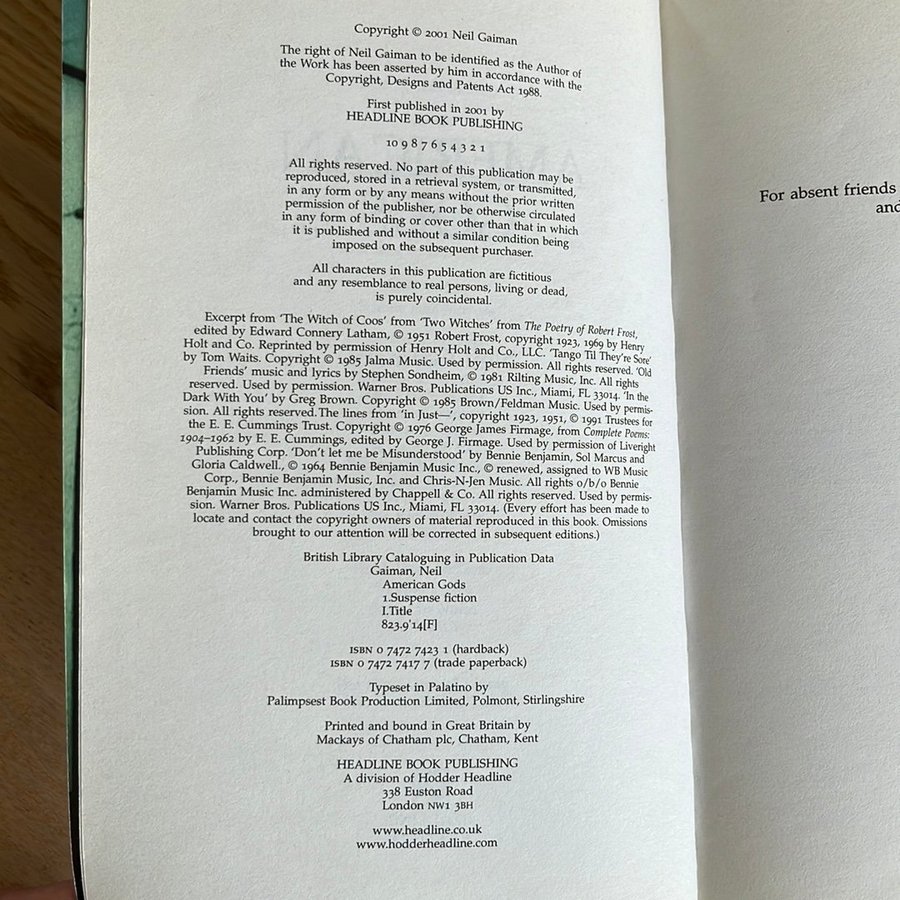 Copyright © 2001 Neil Gaiman
The right of Neil Gaiman to be identified as the Author of
the Work has been asserted by him in accordance with the
Copyright, Designs and Patents Act 1988.
First published in 2001 by
HEADLINE BOOK PUBLISHING
10 9 8 7 6 5 4 3 2 1
All rights reserved. No part of this publication may be
reproduced, stored in a retrieval system, or transmitted,
in any form or by any means without the prior written
permission of the publisher, nor be otherwise circulated
in any form of binding or cover other than that in which
it is published and without a similar condition being
imposed on the subsequent purchaser.
All characters in this publication are fictitious
and any resemblance to real persons, living or dead,
is purely coincidental.
Excerpt from ‘The Witch of Coos’ from ‘Two Witches’ from The Poetry of Robert Frost,
edited by Edward Connery Latham, © 1951 Robert Frost, copyright 1923, 1969 by Henry
Holt and Co. Reprinted by permission of Henry Holt and Co., LLC. ‘Tango Til They’re Sore’
by Tom Waits. Copyright © 1985 Jalma Music. Used by permission. All rights reserved. ‘Old
Friends’ music and lyrics by Stephen Sondheim, © 1981 Rilting Music, Inc. All rights
reserved. Used by permission. Warner Bros. Publications US Inc., Miami, FL 33014. ‘In the
Dark With You’ by Greg Brown. Copyright © 1985 Brown/Feldman Music. Used by permis-
sion. All rights reserved.The lines from ‘in Just—’, copyright 1923, 1951, © 1991 Trustees for
the E. E. Cummings Trust. Copyright © 1976 George James Firmage, from Complete Poems:
1904–1962 by E. E. Cummings, edited by George J. Firmage. Used by permission of Liveright
Publishing Corp. ‘Don’t let me be Misunderstood’ by Bennie Benjamin, Sol Marcus and
Gloria Caldwell., © 1964 Bennie Benjamin Music Inc., © renewed, assigned to WB Music
Corp., Bennie Benjamin Music, Inc. and Chris-N-Jen Music. All rights o/b/o Bennie
Benjamin Music Inc. administered by Chappell & Co. All rights reserved. Used by permis-
sion. Warner Bros. Publications US Inc., Miami, FL 33014. (Every effort has been made to
locate and contact the copyright owners of material reproduced in this book. Omissions
brought to our attention will be corrected in subsequent editions.)
British Library Cataloguing in Publication Data
Gaiman, Neil
American Gods
1.Suspense fiction
I.Title
823.9'14[F]
ISBN 0 7472 7423 1 (hardback)
ISBN 0 7472 7417 7 (trade paperback)
Typeset in Palatino by
Palimpsest Book Production Limited, Polmont, Stirlingshire
Printed and bound in Great Britain by
Mackays of Chatham plc, Chatham, Kent
HEADLINE BOOK PUBLISHING
A division of Hodder Headline
338 Euston Road
London NW1 3BH
www.headline.co.uk
www.hodderheadline.com
For absent friends
and